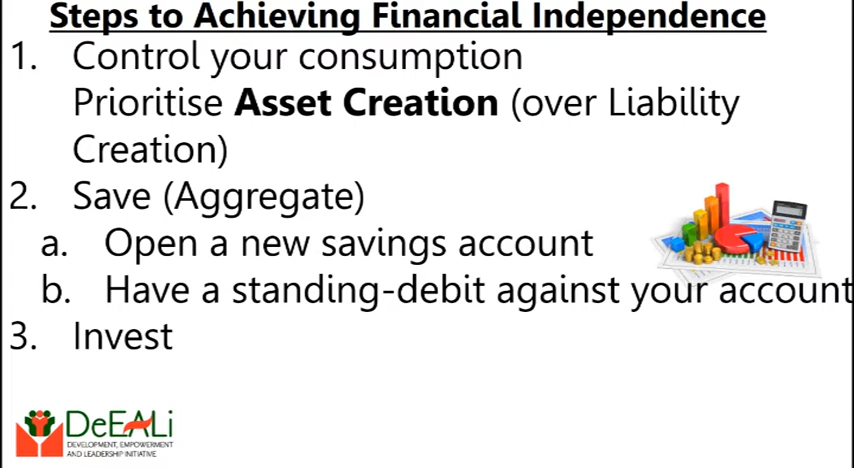 Steps to Achieving Financial Independence
1. Control your consumption
Prioritise Asset Creation (over Liability
Creation)
2. Save (Aggregate)
a. Open a new savings account
b. Have a standing-debit against your account
3. Invest
DeEALi
DEVELOPMENT, EMPOWERMENT
AND LEADERSHIP INITIATIVE